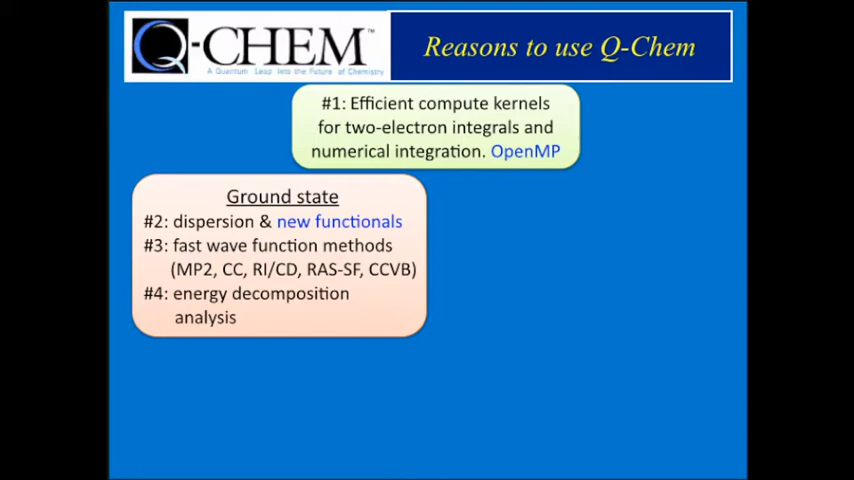 Q-CHEM™
A Quantum Leap Into the Future of Chemistry
Reasons to use Q-Chem
#1: Efficient compute kernels
for two-electron integrals and
numerical integration. OpenMP
Ground state
#2: dispersion & new functionals
#3: fast wave function methods
(MP2, CC, RI/CD, RAS-SF, CCVB)
#4: energy decomposition
analysis